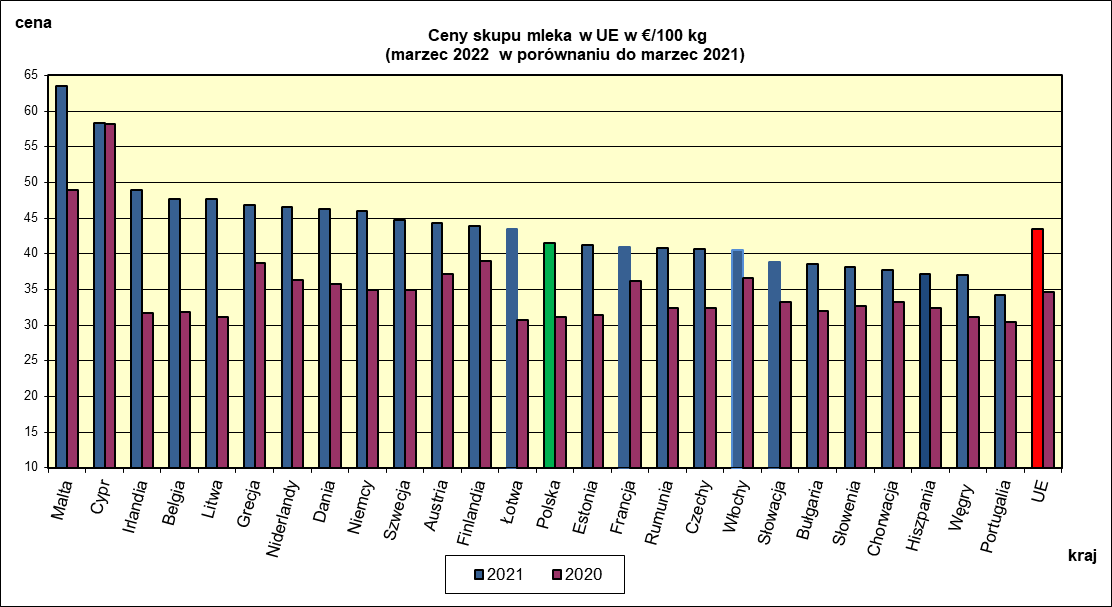 cena
Ceny skupu mleka w UE w €/100 kg
(marzec 2022 w porównaniu do marzec 2021)
65
60
55
50
45
40
35
30
25
20
15
10
Malta
Cypr
Irlandia
Belgia
Litwa
Grecja
Niderlandy
Dania
Niemcy
Szwecja
Austria
Finlandia
Łotwa
Polska
Estonia
Francja
Rumunia
Czechy
Włochy
Słowacja
Bulgaria
Słowenia
Chorwacja
Hiszpania
Węgry
Portugalia
UE
kraj
2021 2020